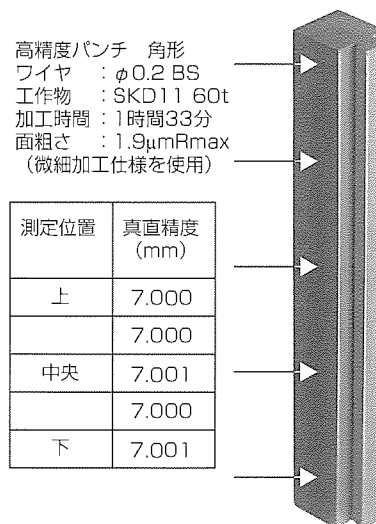 高精度パンチ 角形
ワイヤ :φ0.2 BS
工作物 :SKD11 60t
加工時間:1時間33分
面粗さ :1.9μmRmax
(微細加工仕様を使用)
測定位置 真直精度
(mm)
上 7.000
7.000
中央 7.001
7.000
下 7.001